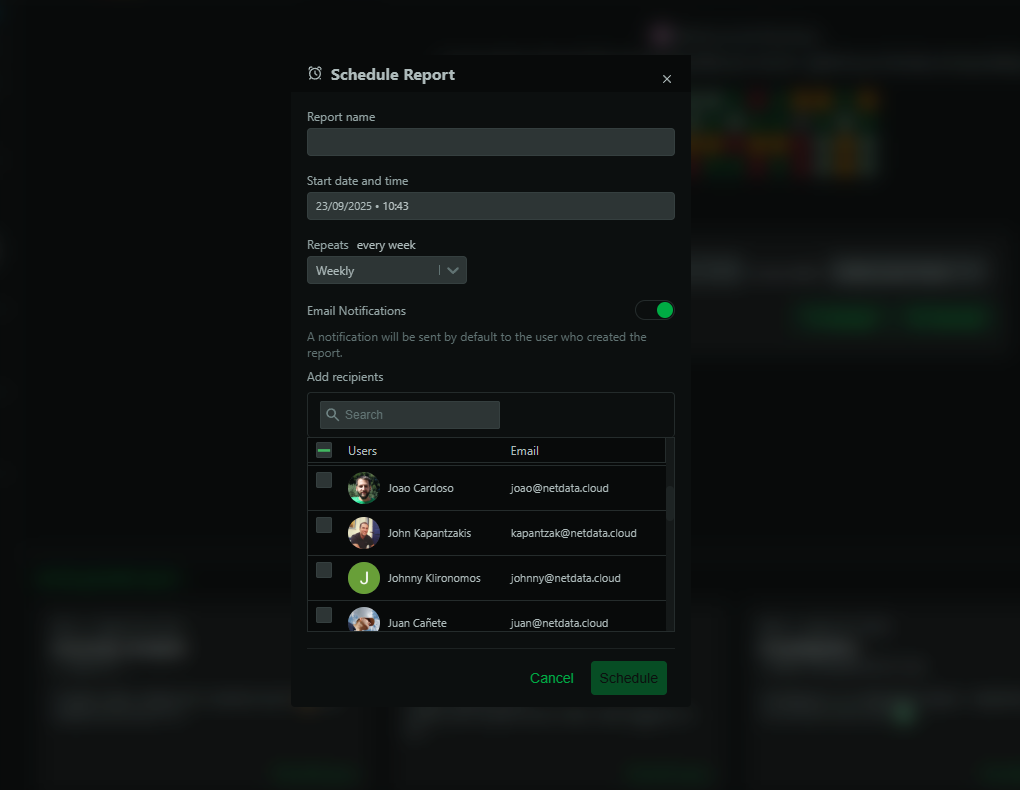 Schedule Report
Report name
Start date and time
23/09/2025 • 10:43
Repeats every week
Weekly
Email Notifications
A notification will be sent by default to the user who created the
report.
Add recipients
Search
Users Email
Joao Cardoso joao@netdata.cloud
John Kapantzakis kapantzak@netdata.cloud
J Johnny Klironomos johnny@netdata.cloud
Juan Cañete juan@netdata.cloud
Cancel Schedule